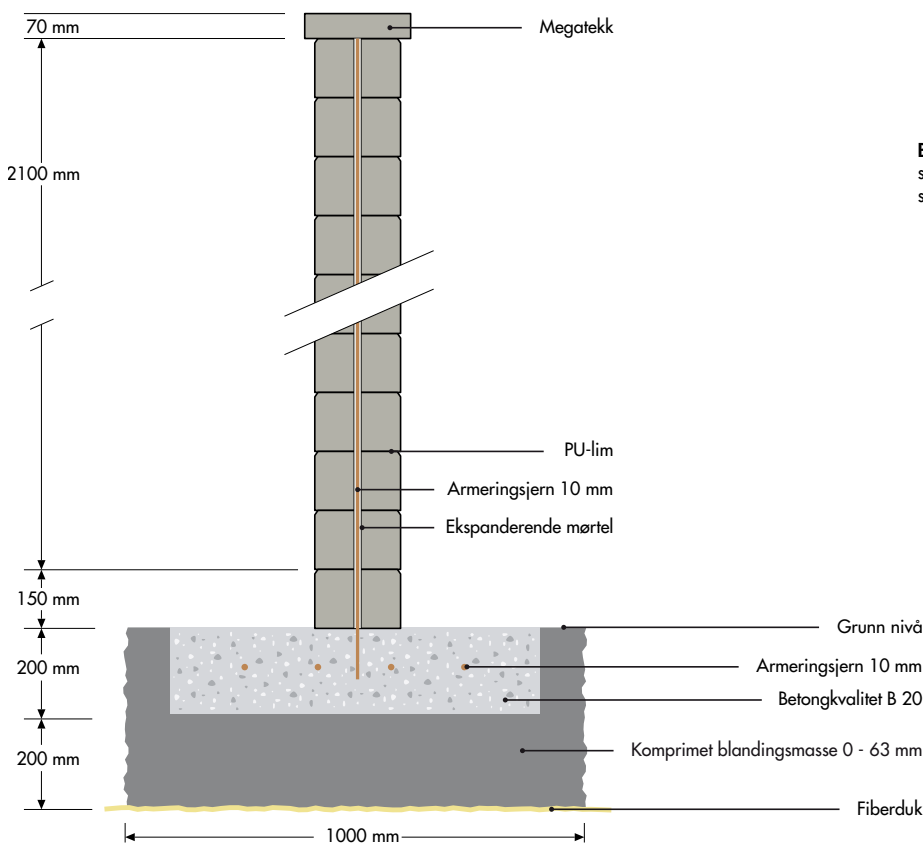 70 mm
Megatekk
2100 mm
E
s
s
PU-lim
Armeringsjern 10 mm
Ekspanderende mørtel
150 mm
Grunn nivå
200 mm
Armeringsjern 10 mm
Betongkvalitet B 20
200 mm
Komprimet blandingsmasse 0 - 63 mm
Fiberduk
1000 mm